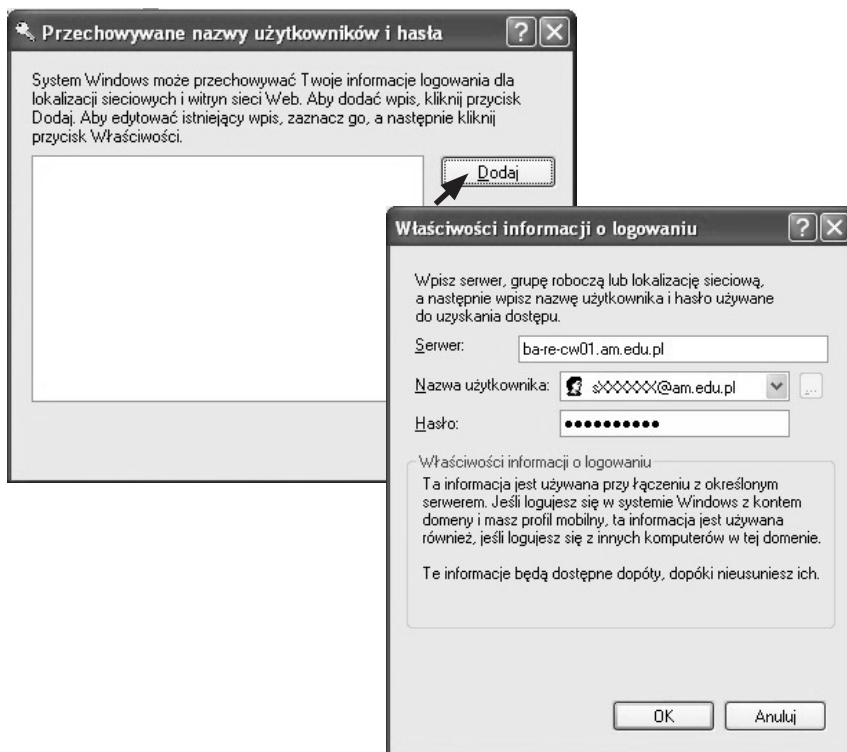 Przechowywane nazwy użytkowników i hasła
System Windows może przechowywać Twoje informacje logowania dla
lokalizacji sieciowych i witryn sieci Web. Aby dodać wpis, kliknij przycisk
Dodaj. Aby edytować istniejący wpis, zaznacz go, a następnie kliknij
przycisk Właściwości.
Dodaj
Właściwości informacji o logowaniu
Wpisz serwer, grupę roboczą lub lokalizację sieciową,
a następnie wpisz nazwę użytkownika i hasło używane
do uzyskania dostępu.
Serwer: ba-re-cw01.am.edu.pl
Nazwa użytkownika: sXXXXXX@am.edu.pl ...
Hasło: ●●●●●●●●●●
Właściwości informacji o logowaniu
Ta informacja jest używana przy łączeniu z określonym
serwerem. Jeśli logujesz się w systemie Windows z kontem
domeny i masz profil mobilny, ta informacja jest używana
również, jeśli logujesz się z innych komputerów w tej domenie.
Te informacje będą dostępne dopóty, dopóki nieusuniesz ich.
OK Anuluj